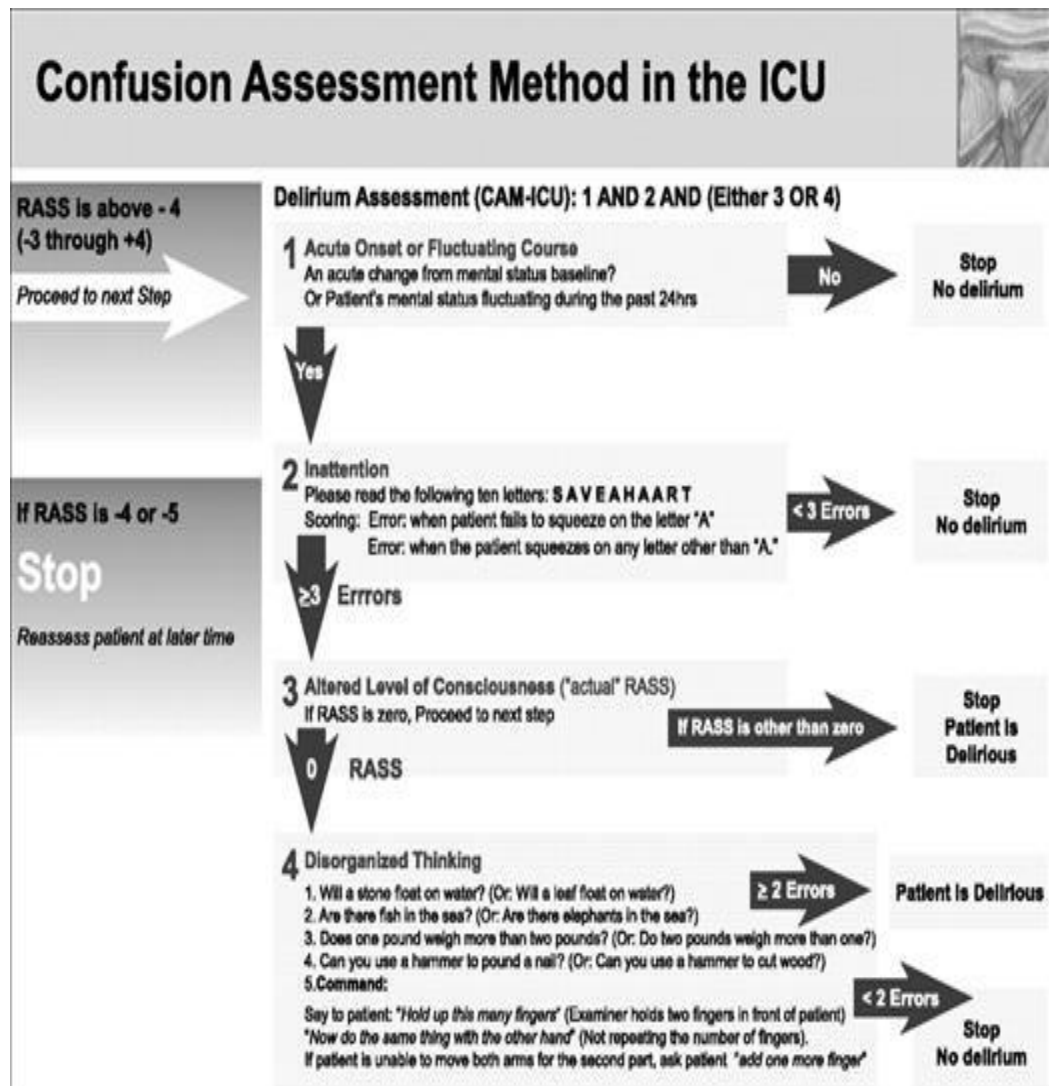 Confusion Assessment Method in the ICU
RASS is above - 4
(-3 through +4)
Proceed to next Step
If RASS is -4 or -5
Stop
Reassess patient at later time
Delirium Assessment (CAM-ICU): 1 AND 2 AND (Either 3 OR 4)
1 Acute Onset or Fluctuating Course
An acute change from mental status baseline?
Or Patient's mental status fluctuating during the past 24hrs
No
Stop
No delirium
Yes
2 Inattention
Please read the following ten letters: S A V E A H A A R T
Scoring: Error: when patient fails to squeeze on the letter "A"
Error: when the patient squeezes on any letter other than "A."
< 3 Errors
Stop
No delirium
≥3 Errrors
3 Altered Level of Consciousness ("actual" RASS)
If RASS is zero, Proceed to next step
If RASS is other than zero
Stop
Patient is
Delirious
0 RASS
4 Disorganized Thinking
1. Will a stone float on water? (Or: Will a leaf float on water?)
2. Are there fish in the sea? (Or: Are there elephants in the sea?)
3. Does one pound weigh more than two pounds? (Or: Do two pounds weigh more than one?)
4. Can you use a hammer to pound a nail? (Or: Can you use a hammer to cut wood?)
5.Command:
Say to patient: "Hold up this many fingers" (Examiner holds two fingers in front of patient)
"Now do the same thing with the other hand" (Not repeating the number of fingers).
If patient is unable to move both arms for the second part, ask patient "add one more finger"
≥ 2 Errors
Patient is Delirious
< 2 Errors
Stop
No delirium